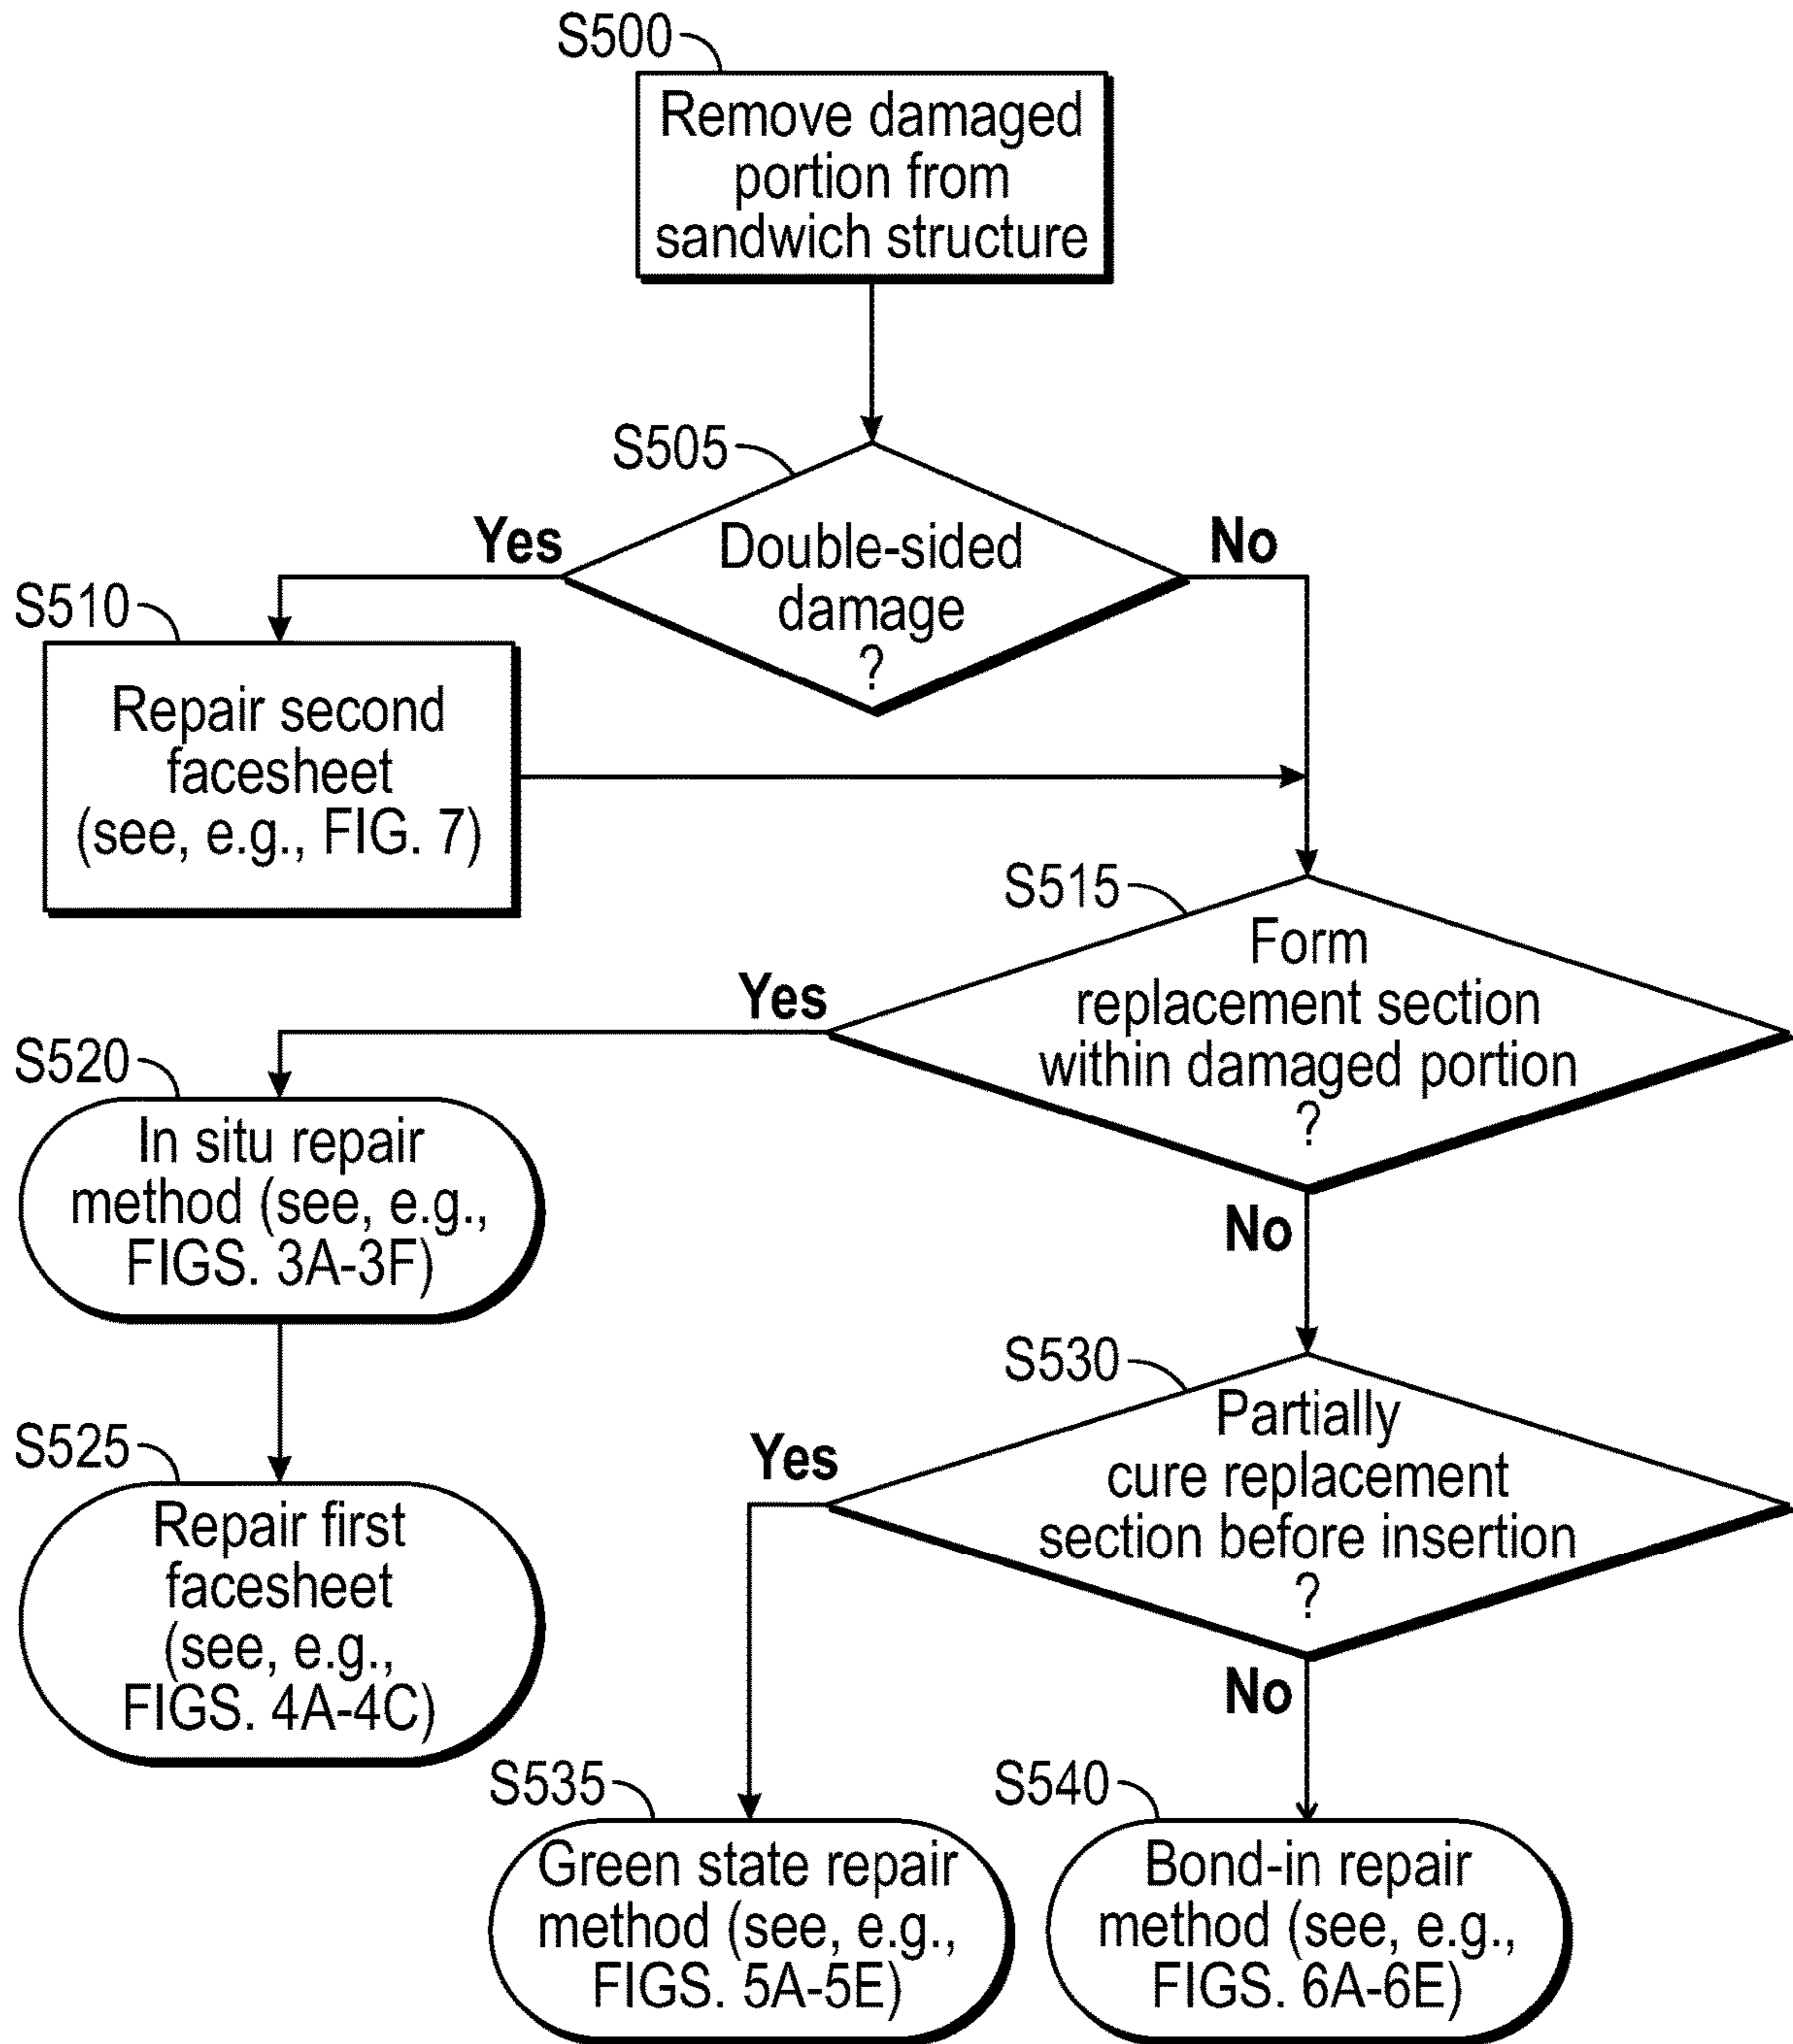 S500
Remove damaged
portion from
sandwich structure
S505
Yes
Double-sided
damage
?
No
S510
Repair second
facesheet
(see, e.g., FIG. 7)
S515
Form
replacement section
within damaged portion
?
Yes
No
S520
In situ repair
method (see, e.g.,
FIGS. 3A-3F)
S525
Repair first
facesheet
(see, e.g.,
FIGS. 4A-4C)
S530
Partially
cure replacement
section before insertion
?
Yes
No
S535
Green state repair
method (see, e.g.,
FIGS. 5A-5E)
S540
Bond-in repair
method (see, e.g.,
FIGS. 6A-6E)